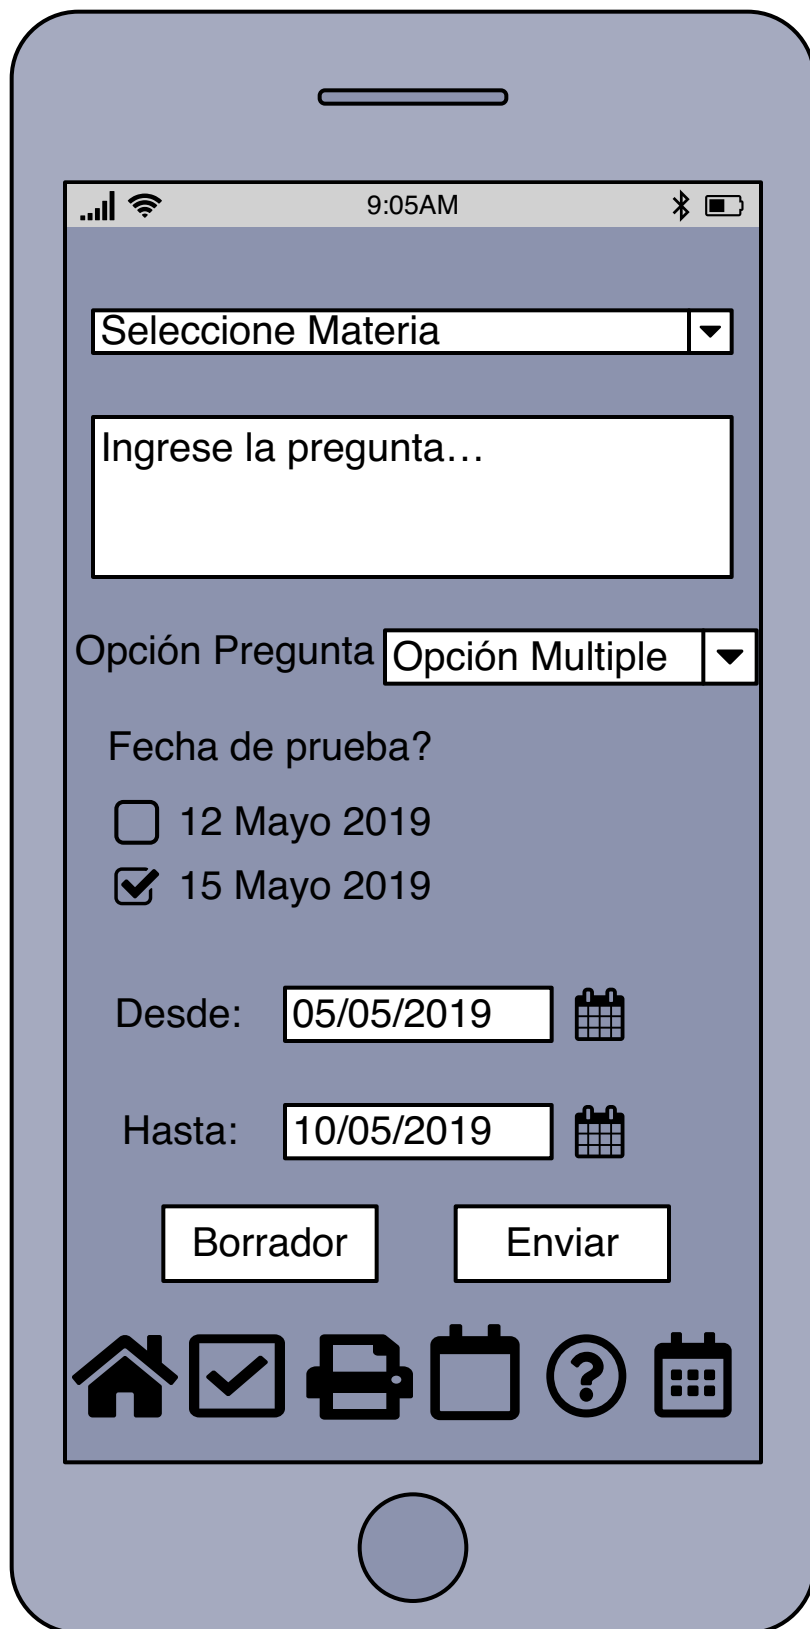 9:05AM
Seleccione Materia
Ingrese la pregunta…
Opción Pregunta Opción Multiple
Fecha de prueba?
12 Mayo 2019
15 Mayo 2019
Desde: 05/05/2019
Hasta: 10/05/2019
Borrador Enviar
?